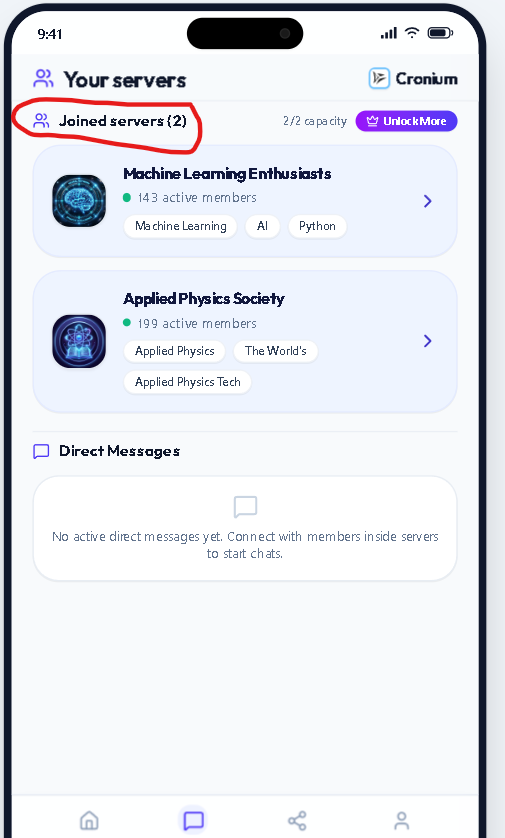 9:41
Your servers
Cronium
Joined servers (2)
2/2 capacity
Unlock More
Machine Learning Enthusiasts
143 active members
Machine Learning
AI
Python
Applied Physics Society
199 active members
Applied Physics
The World's
Applied Physics Tech
Direct Messages
No active direct messages yet. Connect with members inside servers
to start chats.